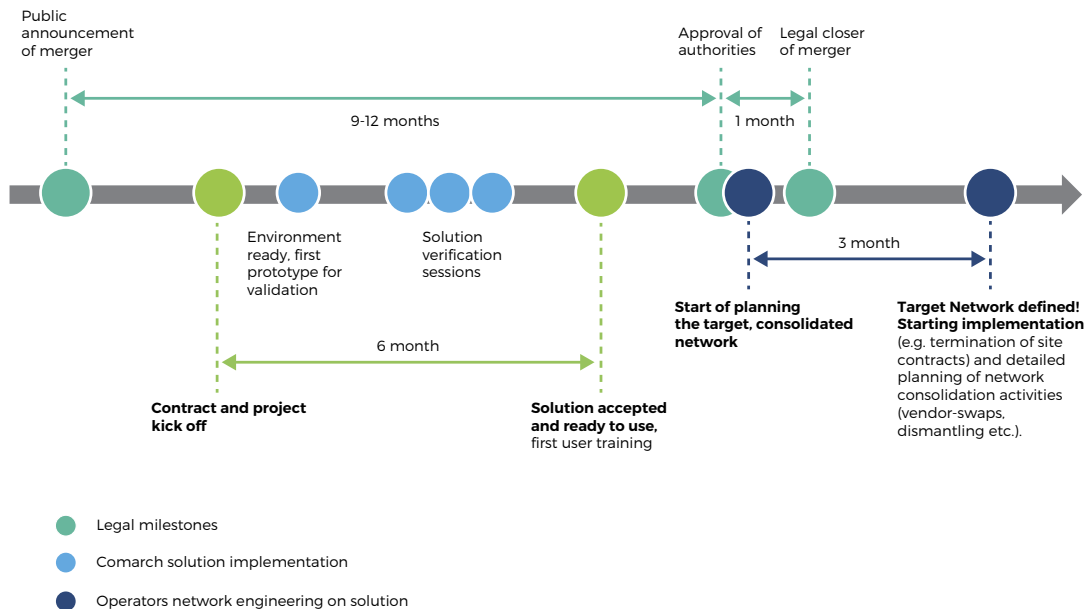 Public
announcement
of merger
Approval of
authorities
Legal closer
of merger
9-12 months
1 month
Environment
ready, first
prototype for
validation
Solution
verification
sessions
3 month
Start of planning
the target, consolidated
network
Target Network defined!
Starting implementation
(e.g. termination of site
contracts) and detailed
planning of network
consolidation activities
(vendor-swaps,
dismantling etc.).
6 month
Contract and project
kick off
Solution accepted
and ready to use,
first user training
Legal milestones
Comarch solution implementation
Operators network engineering on solution